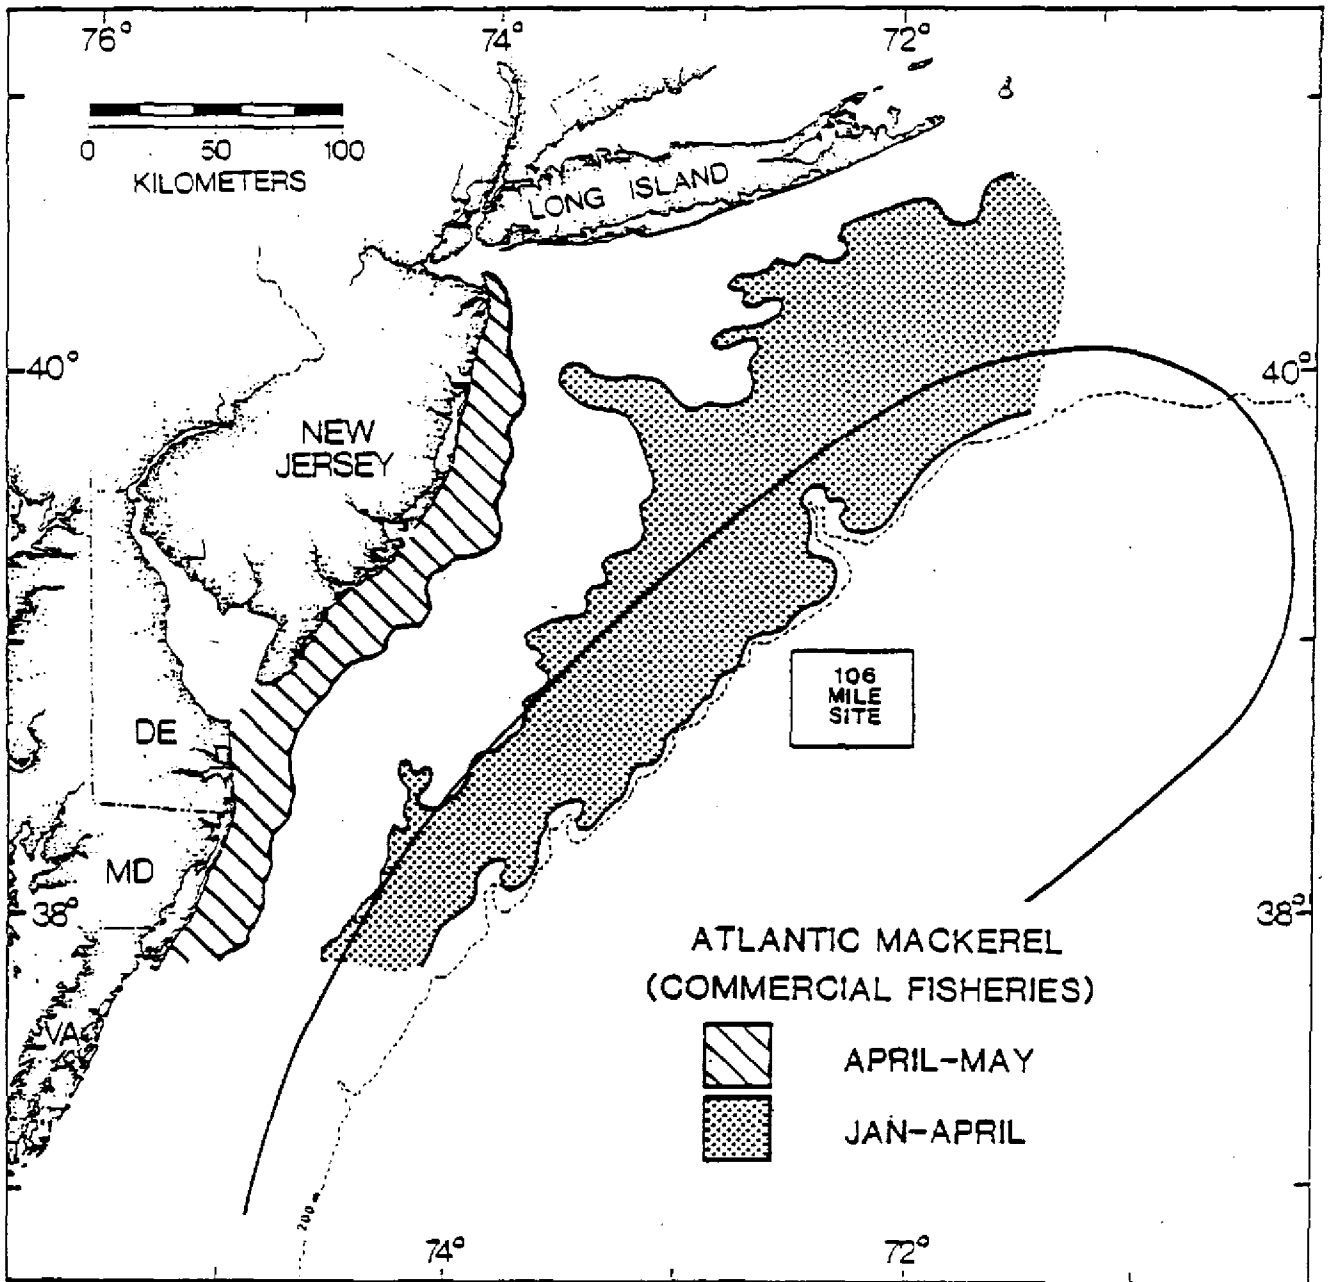 76° 74° 72°
0 50 100
KILOMETERS
LONG ISLAND
40° 40°
NEW
JERSEY
106
MILE
SITE
DE
MD
38° 38°
ATLANTIC MACKEREL
(COMMERCIAL FISHERIES)
VA
APRIL-MAY
JAN-APRIL
200 m
74° 72°